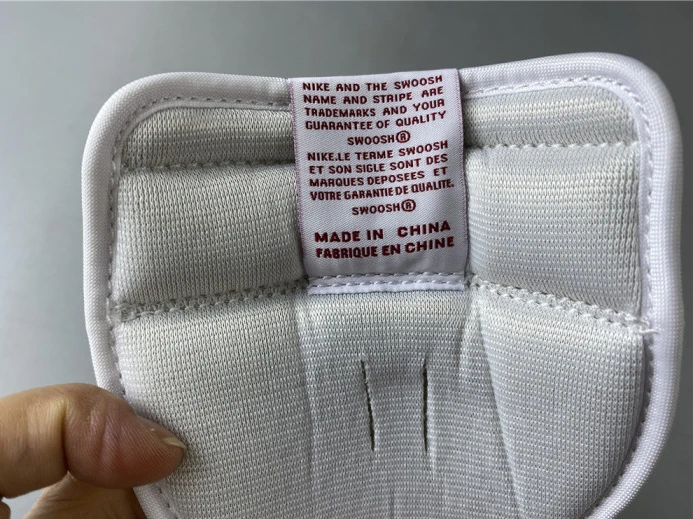 NIKE AND THE SWOOSH
NAME AND STRIPE ARE
TRADEMARKS AND YOUR
GUARANTEE OF QUALITY
SWOOSH®
NIKE.LE TERME SWOOSH
ET SON SIGLE SONT DES
MARQUES DEPOSEES ET
VOTRE GARANTIE DE QUALITE.
SWOOSH®
MADE IN CHINA
FABRIQUE EN CHINE